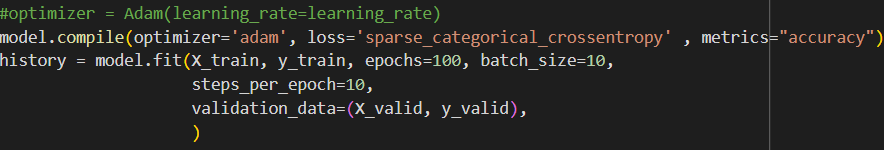 #optimizer = Adam(learning_rate=learning_rate)
model.compile(optimizer='adam', loss='sparse_categorical_crossentropy' , metrics="accuracy")
history = model.fit(X_train, y_train, epochs=100, batch_size=10,
steps_per_epoch=10,
validation_data=(X_valid, y_valid),
)